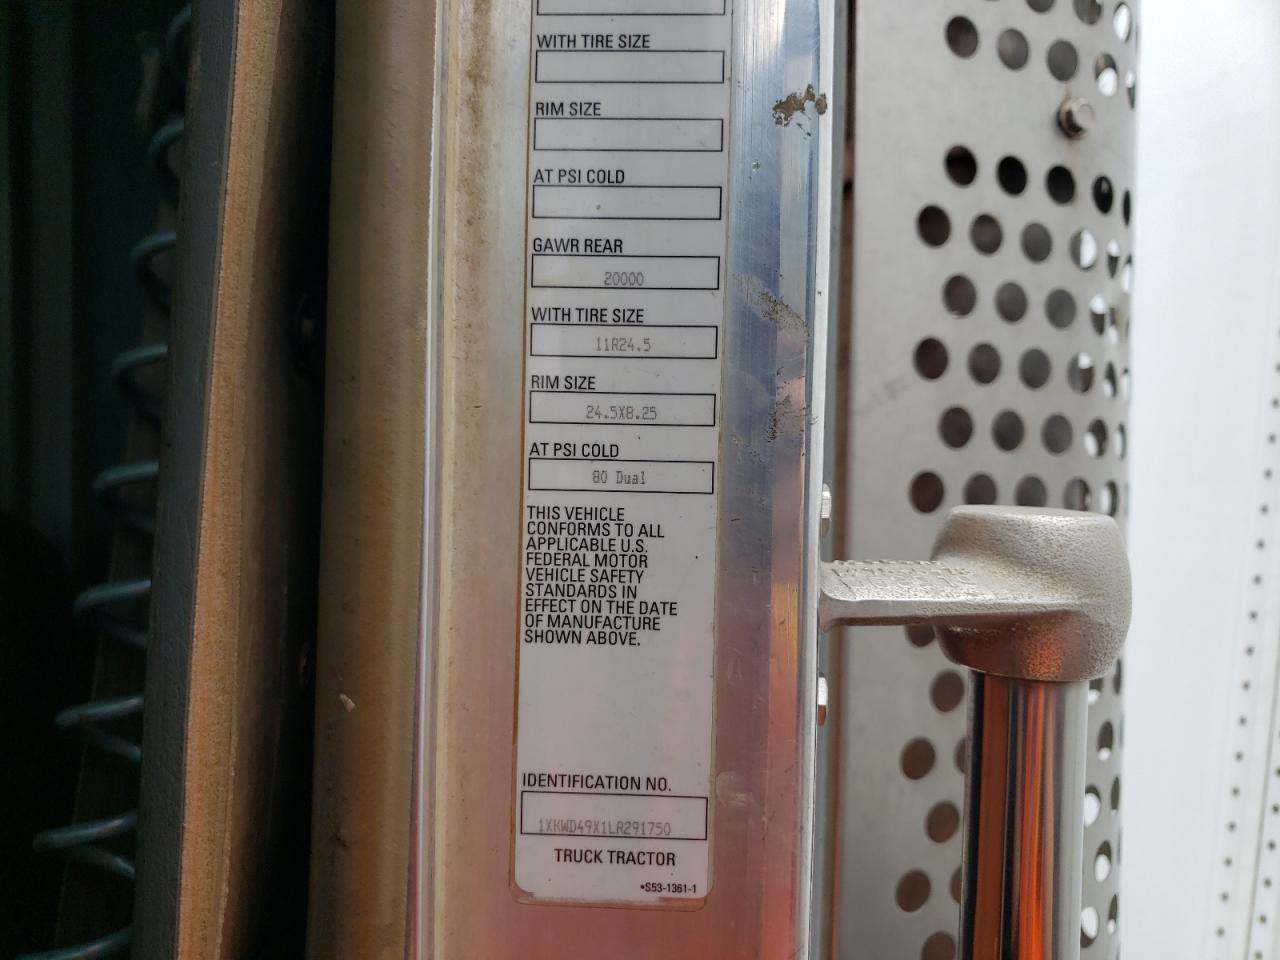 WITH TIRE SIZE
RIM SIZE
AT PSI COLD
GAWR REAR
20000
WITH TIRE SIZE
11R24.5
RIM SIZE
24.5X8.25
AT PSI COLD
80 Dual
THIS VEHICLE
CONFORMS TO ALL
APPLICABLE U.S.
FEDERAL MOTOR
VEHICLE SAFETY
STANDARDS IN
EFFECT ON THE DATE
OF MANUFACTURE
SHOWN ABOVE.
IDENTIFICATION NO.
1XKWD49X1LR291750
TRUCK TRACTOR
•S53-1361-1